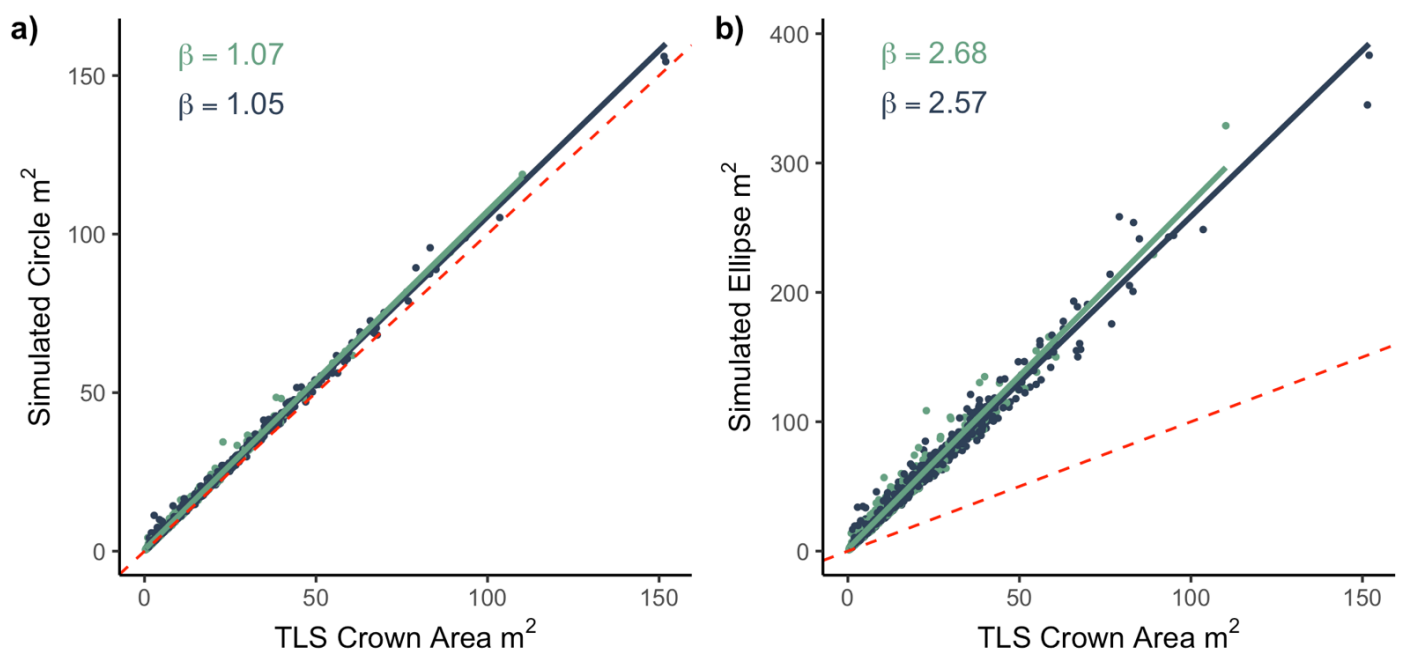 a)
β = 1.07
β = 1.05
150
100
50
0
Simulated Circle m²
0 50 100 150
TLS Crown Area m²
b)
β = 2.68
β = 2.57
400
300
200
100
0
Simulated Ellipse m²
0 50 100 150
TLS Crown Area m²